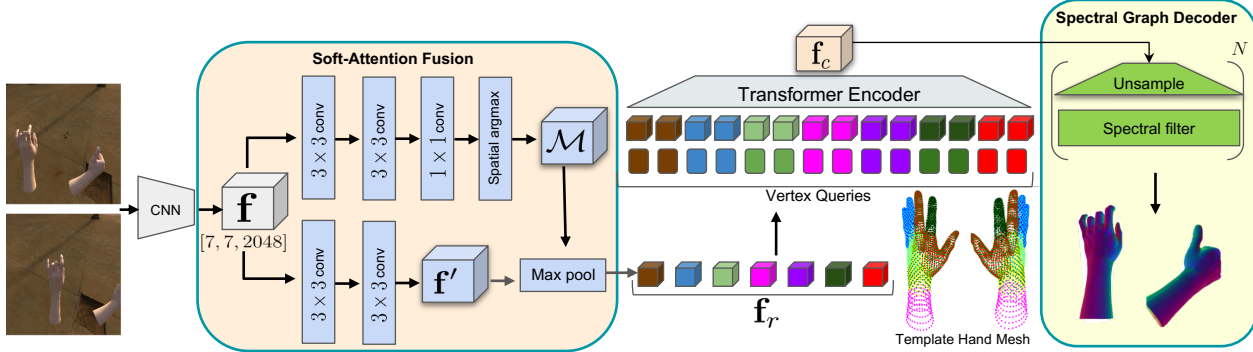 Soft-Attention Fusion
CNN
f
[7, 7, 2048]
3 × 3 conv
3 × 3 conv
1 × 1 conv
Spatial argmax
M
3 × 3 conv
3 × 3 conv
f′
Max pool
f_c
Transformer Encoder
Vertex Queries
f_r
Template Hand Mesh
Spectral Graph Decoder
N
Unsample
Spectral filter